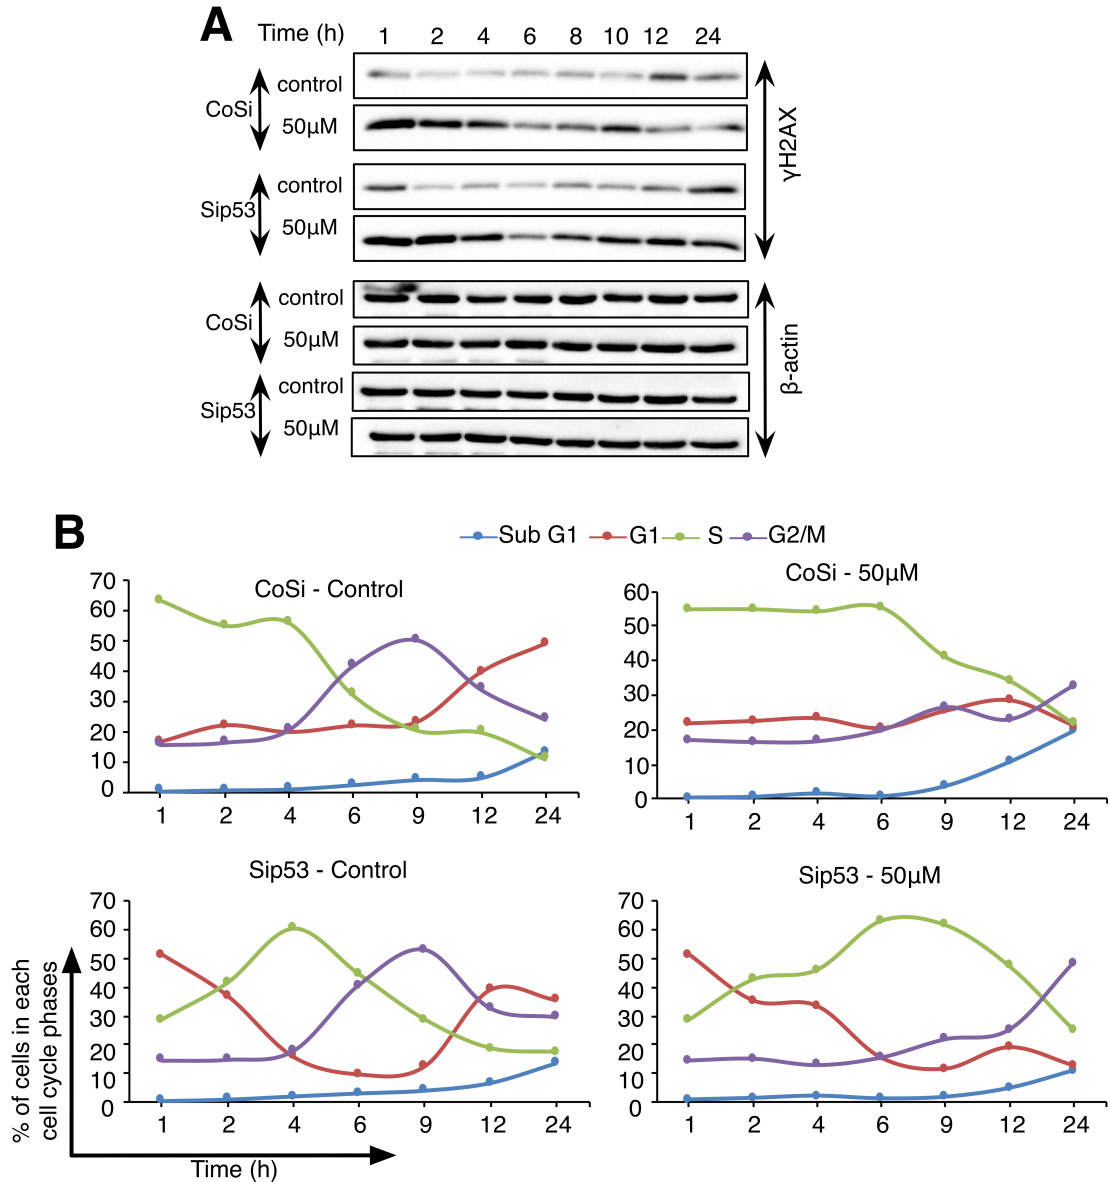 A
Time (h) 1 2 4 6 8 10 12 24
CoSi control
50µM
Sip53 control
50µM
γH2AX
CoSi control
50µM
Sip53 control
50µM
β-actin
B
Sub G1 G1 S G2/M
CoSi - Control
70
60
50
40
30
20
10
0
1 2 4 6 9 12 24
CoSi - 50µM
60
50
40
30
20
10
0
1 2 4 6 9 12 24
Sip53 - Control
70
60
50
40
30
20
10
0
1 2 4 6 9 12 24
Sip53 - 50µM
70
60
50
40
30
20
10
0
1 2 4 6 9 12 24
% of cells in each
cell cycle phases
Time (h)